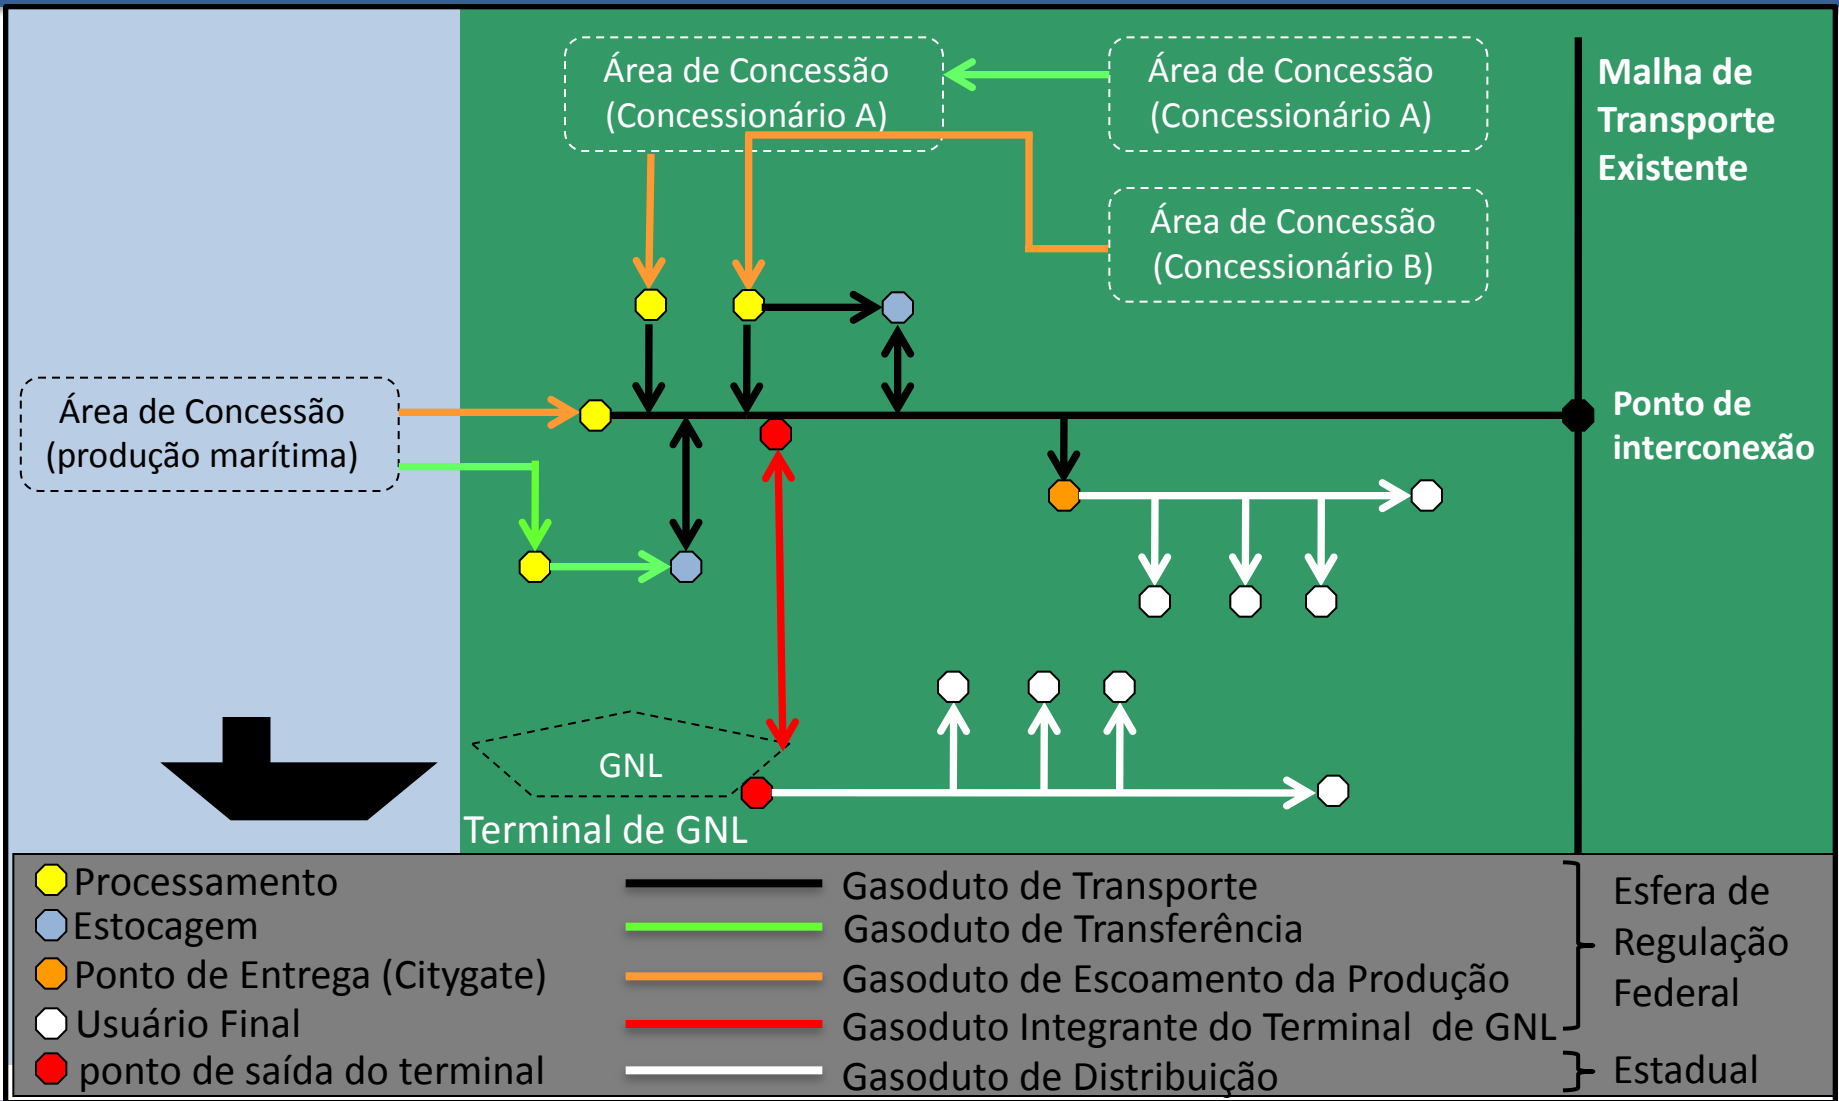 Área de Concessão
(Concessionário A)
Área de Concessão
(Concessionário A)
Malha de
Transporte
Existente
Área de Concessão
(Concessionário B)
Área de Concessão
(produção marítima)
Ponto de
interconexão
GNL
Terminal de GNL
Processamento
Estocagem
Ponto de Entrega (Citygate)
Usuário Final
ponto de saída do terminal
Gasoduto de Transporte
Gasoduto de Transferência
Gasoduto de Escoamento da Produção
Gasoduto Integrante do Terminal de GNL
Gasoduto de Distribuição
Esfera de
Regulação
Federal
Estadual